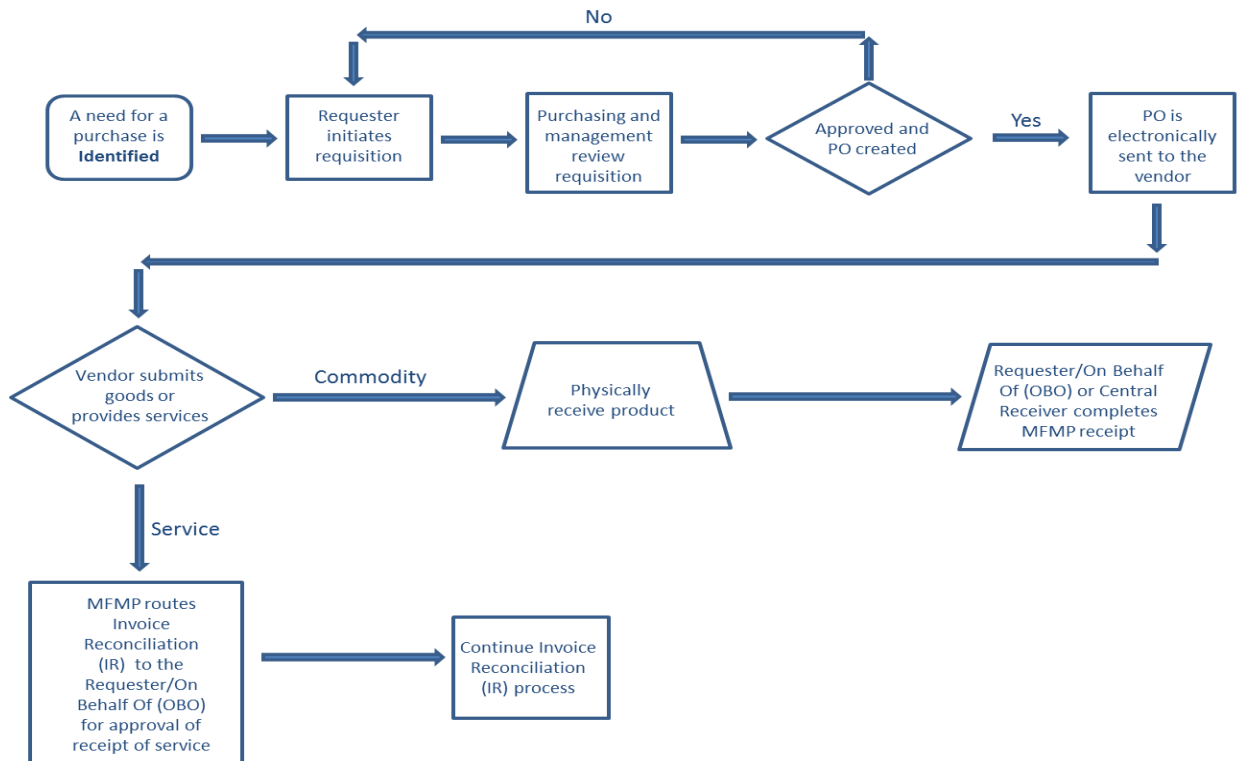 No
A need for a
purchase is
Identified
Requester
initiates
requisition
Purchasing and
management
review
requisition
Approved and
PO created
Yes
PO is
electronically
sent to the
vendor
Vendor submits
goods or
provides services
Commodity
Physically
receive product
Requester/On Behalf
Of (OBO) or Central
Receiver completes
MFMP receipt
Service
MFMP routes
Invoice
Reconciliation
(IR) to the
Requester/On
Behalf Of (OBO)
for approval of
receipt of service
Continue Invoice
Reconciliation
(IR) process